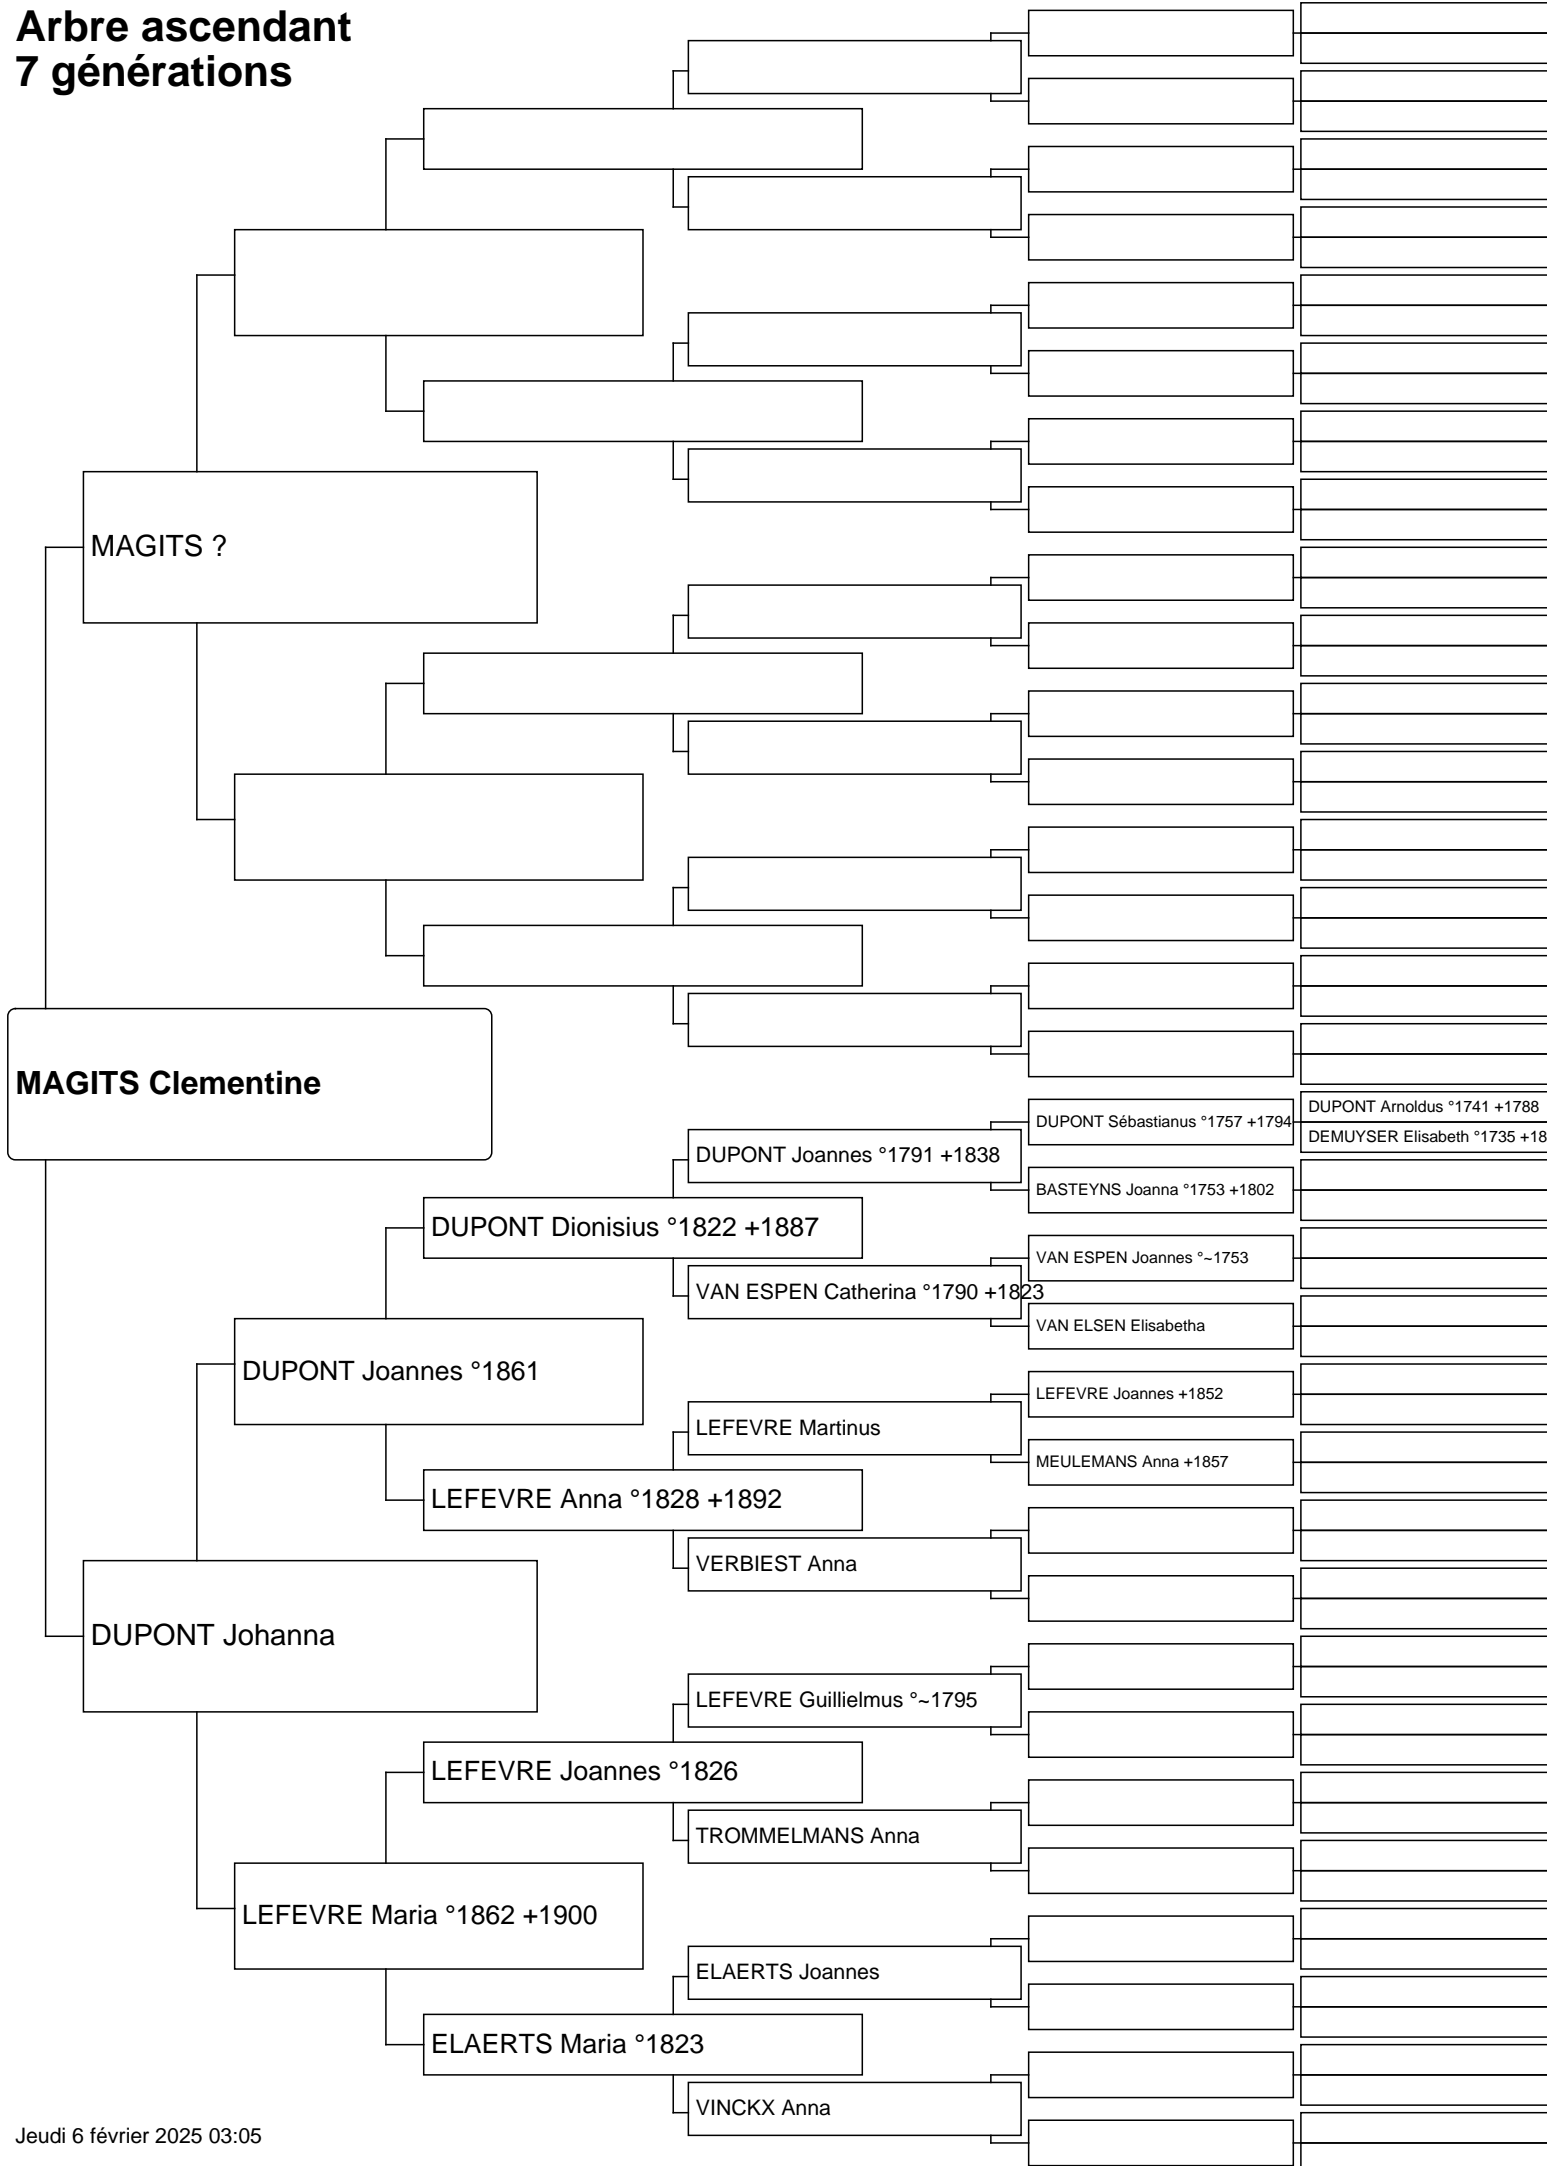 Arbre ascendant
7 générations
MAGITS ?
MAGITS Clementine
DUPONT Arnoldus °1741 +1788
DUPONT Sébastianus °1757 +1794
DEMUYSER Elisabeth °1735 +18
DUPONT Joannes °1791 +1838
BASTEYNS Joanna °1753 +1802
DUPONT Dionisius °1822 +1887
VAN ESPEN Joannes °~1753
VAN ESPEN Catherina °1790 +1823
VAN ELSEN Elisabetha
DUPONT Joannes °1861
LEFEVRE Joannes +1852
LEFEVRE Martinus
MEULEMANS Anna +1857
LEFEVRE Anna °1828 +1892
VERBIEST Anna
DUPONT Johanna
LEFEVRE Guillielmus °~1795
LEFEVRE Joannes °1826
TROMMELMANS Anna
LEFEVRE Maria °1862 +1900
ELAERTS Joannes
ELAERTS Maria °1823
VINCKX Anna
Jeudi 6 février 2025 03:05